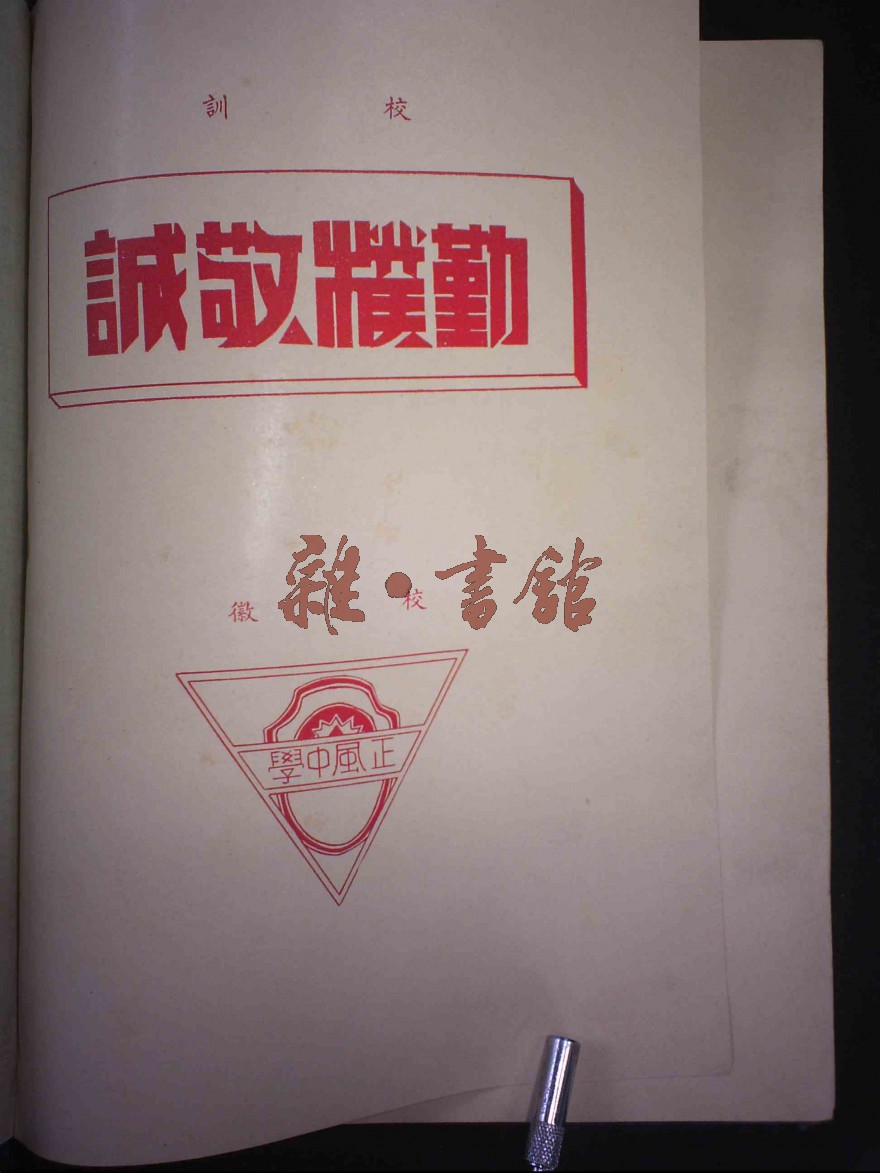 校訓
勤樸敬誠
雜·書館
校徽
正風中學